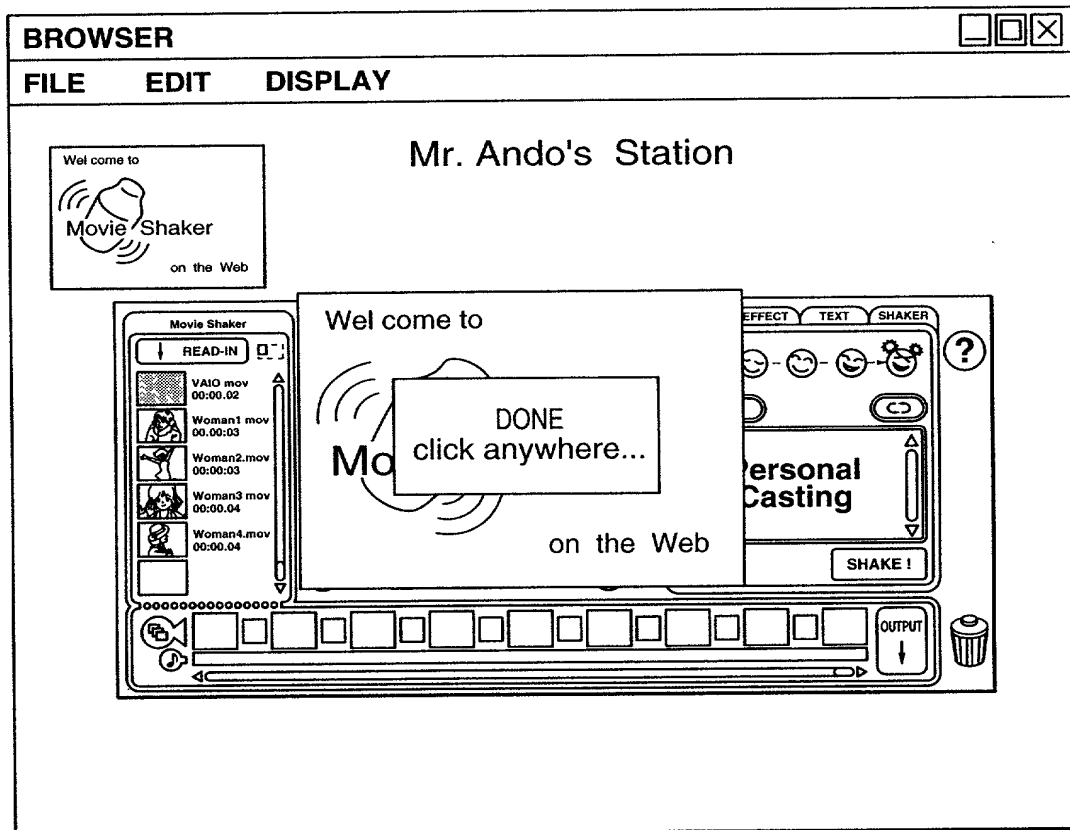 BROWSER
FILE EDIT DISPLAY
Mr. Ando's Station
Wel come to
Movie Shaker
on the Web
Movie Shaker
READ-IN
VAIO mov
00:00.02
Woman1 mov
00.00:03
Woman2.mov
00:00:03
Woman3 mov
00:00.04
Woman4.mov
00:00.04
Wel come to
Mo
on the Web
DONE
click anywhere...
EFFECT TEXT SHAKER
?
ersonal
Casting
SHAKE !
OUTPUT